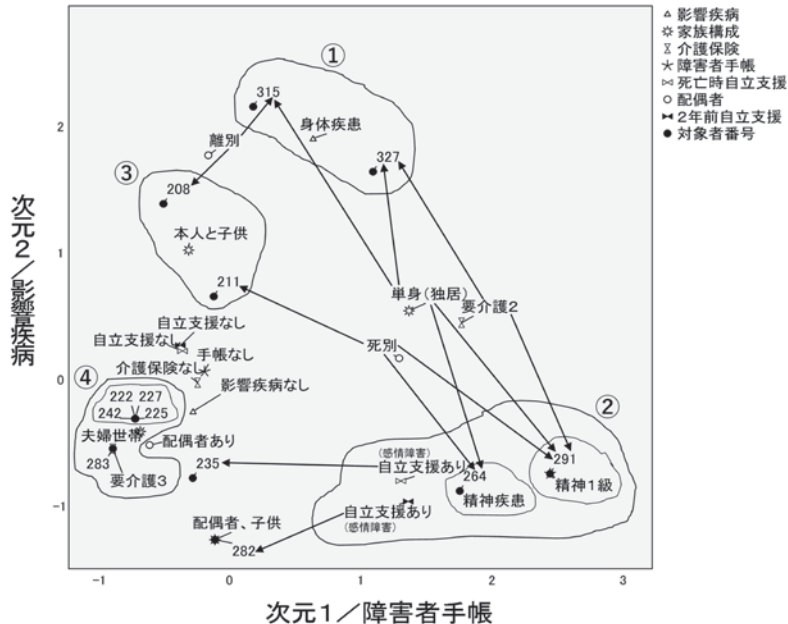 影響疾病
家族構成
介護保険
障害者手帳
死亡時自立支援
配偶者
2年前自立支援
対象者番号
次元2／影響疾病
2
1
0
−1
①
315
身体疾患
離別
327
③
208
本人と子供
211
単身（独居）
要介護2
自立支援なし
自立支援なし
死別
手帳なし
介護保険なし
影響疾病なし
④
222 227
242 225
夫婦世帯
配偶者あり
283
要介護3
235
②
（感情障害）
自立支援あり
264
291
精神1級
精神疾患
自立支援あり
（感情障害）
配偶者、子供
282
−1 0 1 2 3
次元1／障害者手帳